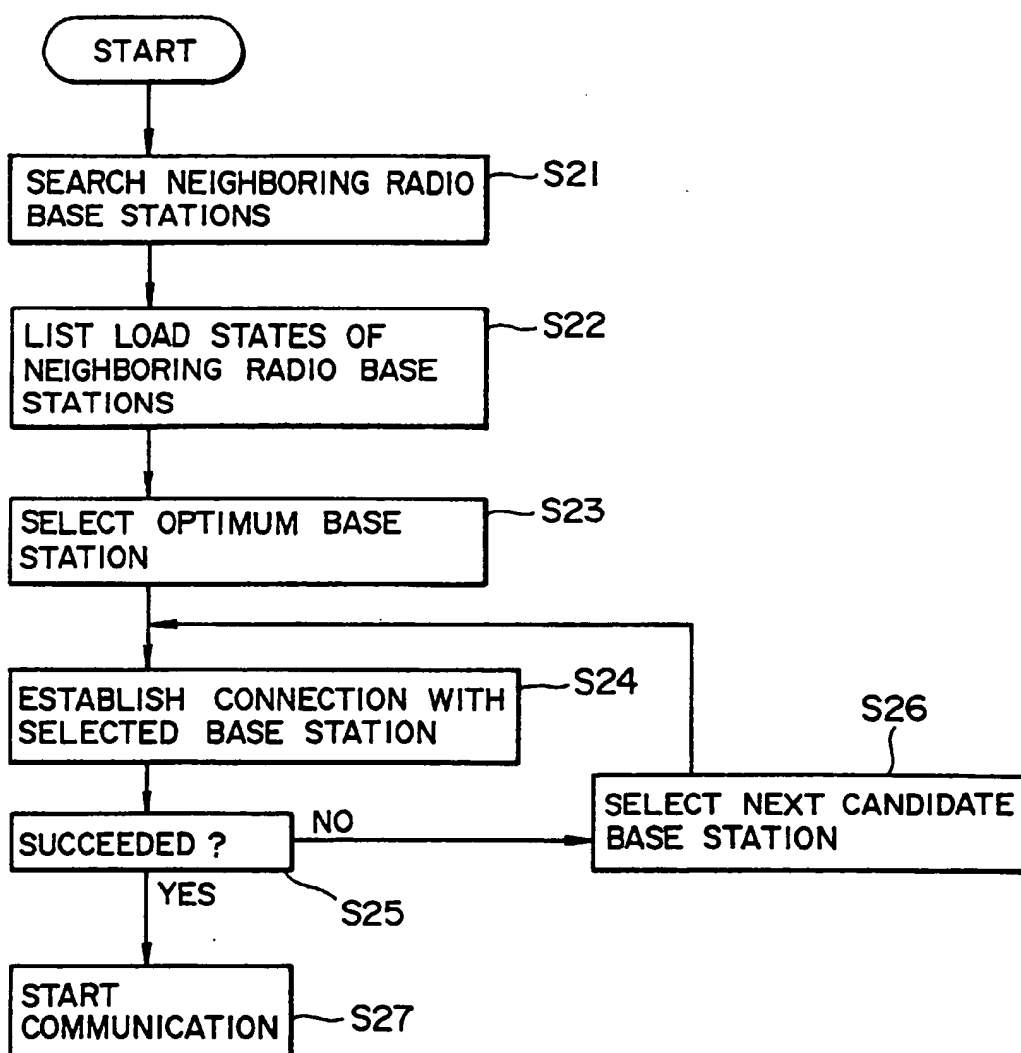 START
SEARCH NEIGHBORING RADIO
BASE STATIONS
S21
LIST LOAD STATES OF
NEIGHBORING RADIO BASE
STATIONS
S22
SELECT OPTIMUM BASE
STATION
S23
ESTABLISH CONNECTION WITH
SELECTED BASE STATION
S24
S26
SELECT NEXT CANDIDATE
BASE STATION
SUCCEEDED ?
NO
YES
S25
START
COMMUNICATION
S27